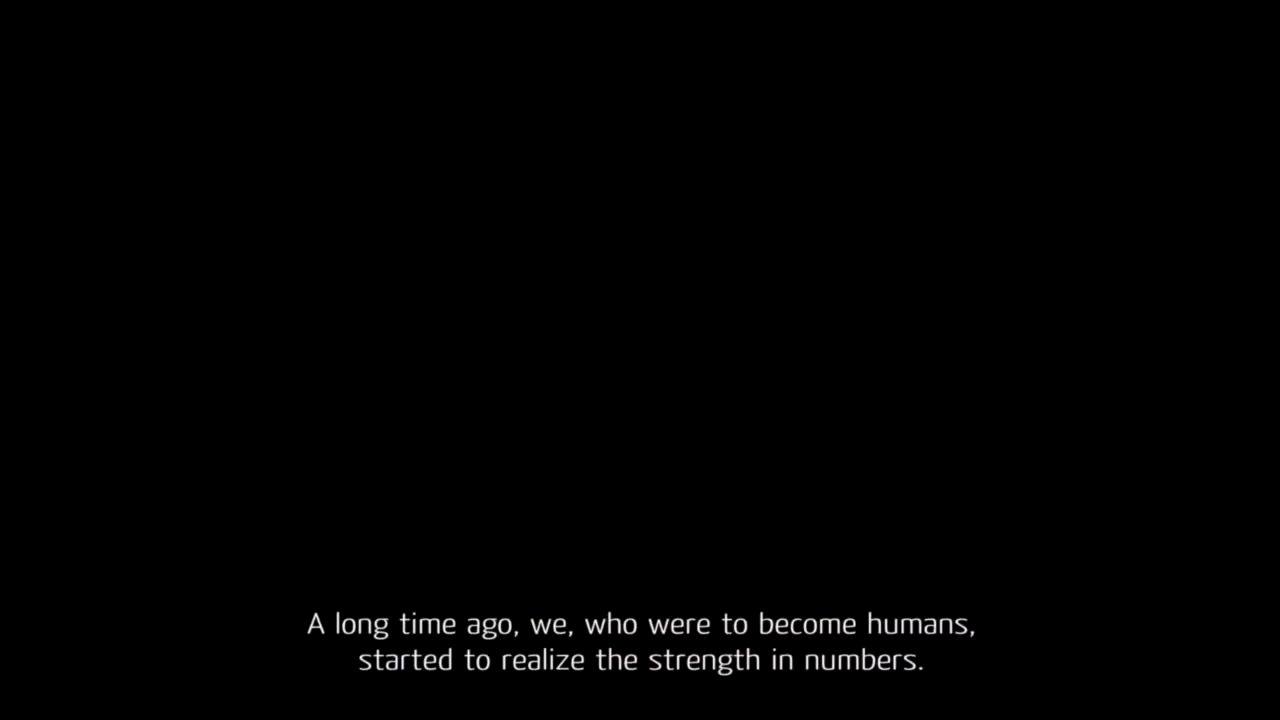 A long time ago, we, who were to become humans,
started to realize the strength in numbers.